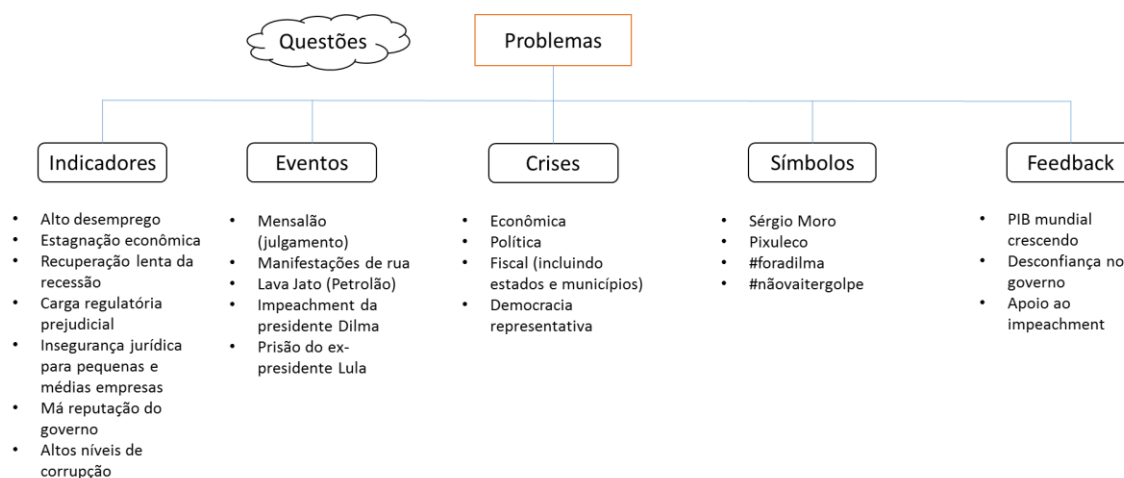 Questões
Problemas
Indicadores
• Alto desemprego
• Estagnação econômica
• Recuperação lenta da
recessão
• Carga regulatória
prejudicial
• Insegurança jurídica
para pequenas e
médias empresas
• Má reputação do
governo
• Altos níveis de
corrupção
Eventos
• Mensalão
(julgamento)
• Manifestações de rua
• Lava Jato (Petrolão)
• Impeachment da
presidente Dilma
• Prisão do ex-
presidente Lula
Crises
• Econômica
• Política
• Fiscal (incluindo
estados e municípios)
• Democracia
representativa
Símbolos
• Sérgio Moro
• Pixuleco
• #foradilma
• #nãovaitergolpe
Feedback
• PIB mundial
crescendo
• Desconfiança no
governo
• Apoio ao
impeachment